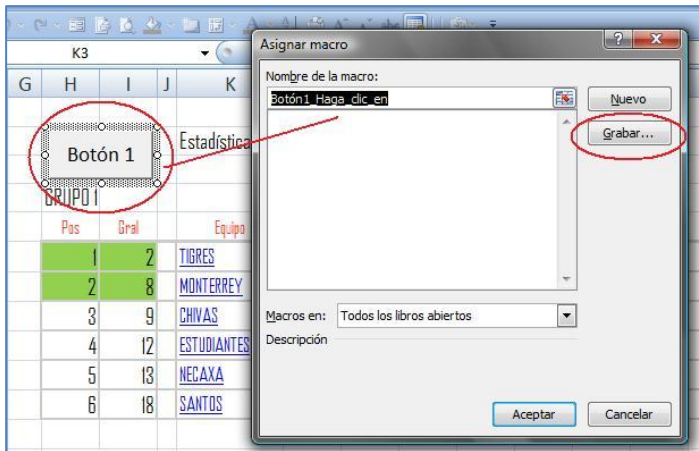 K3
G H I J K
Botón 1
Estadística
GRUPO 1
Pos Gral Equipo
1 2 TIGRES
2 8 MONTERREY
3 9 CHIVAS
4 12 ESTUDIANTES
5 13 NECAXA
6 18 SANTOS
Asignar macro
Nombre de la macro:
Botón1_Haga_clic_en
Nuevo
Grabar...
Macros en: Todos los libros abiertos
Descripción
Aceptar Cancelar